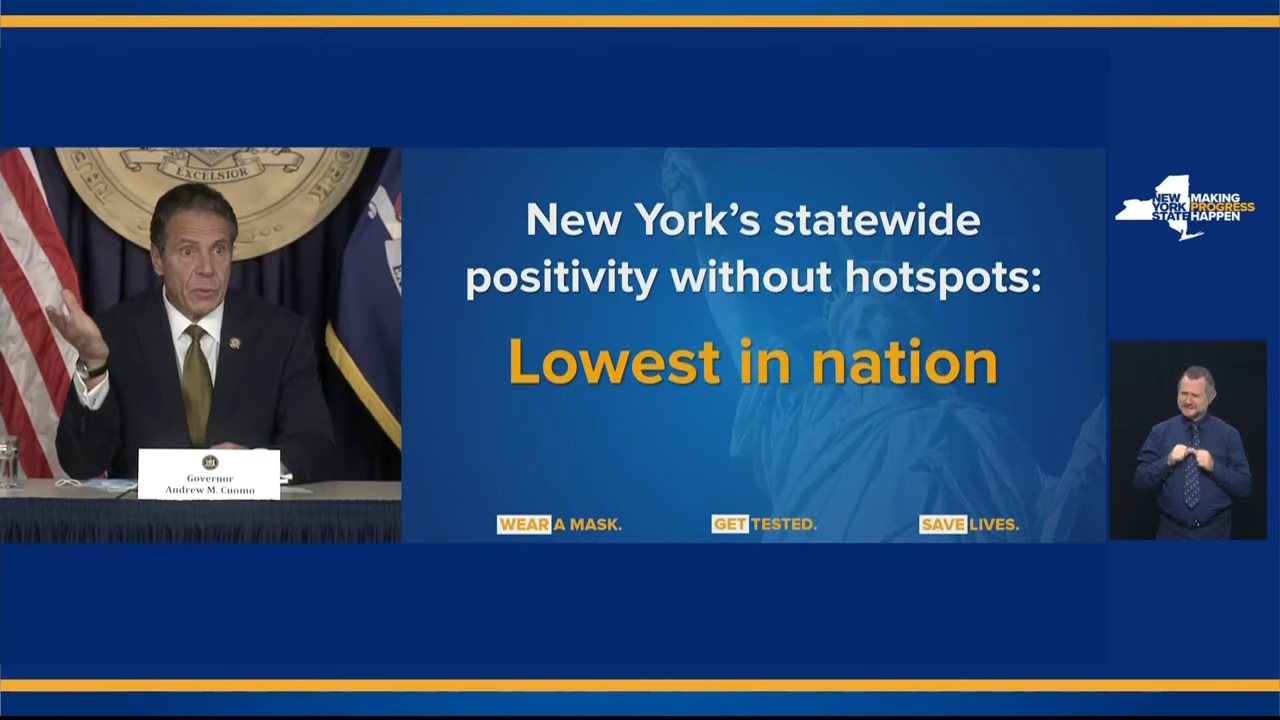 EXCELSIOR
Governor
Andrew M. Cuomo
New York’s statewide
positivity without hotspots:
Lowest in nation
WEAR A MASK.
GET TESTED.
SAVE LIVES.
NEW
YORK
STATE
MAKING
PROGRESS
HAPPEN